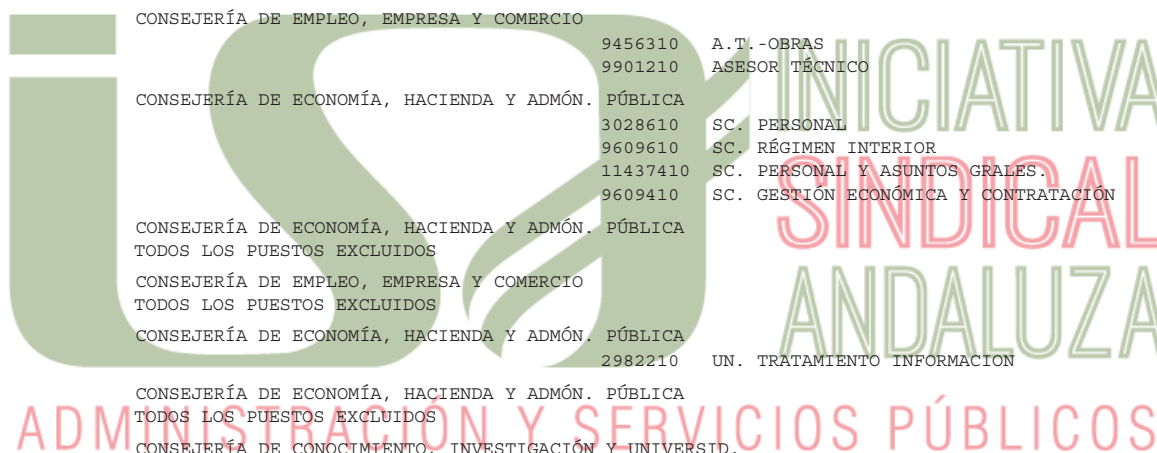 CONSEJERÍA DE EMPLEO, EMPRESA Y COMERCIO
9456310 A.T.-OBRAS
9901210 ASESOR TÉCNICO
CONSEJERÍA DE ECONOMÍA, HACIENDA Y ADMÓN. PÚBLICA
3028610 SC. PERSONAL
9609610 SC. RÉGIMEN INTERIOR
11437410 SC. PERSONAL Y ASUNTOS GRALES.
9609410 SC. GESTIÓN ECONÓMICA Y CONTRATACIÓN
CONSEJERÍA DE ECONOMÍA, HACIENDA Y ADMÓN. PÚBLICA
TODOS LOS PUESTOS EXCLUIDOS
CONSEJERÍA DE EMPLEO, EMPRESA Y COMERCIO
TODOS LOS PUESTOS EXCLUIDOS
CONSEJERÍA DE ECONOMÍA, HACIENDA Y ADMÓN. PÚBLICA
2982210 UN. TRATAMIENTO INFORMACION
CONSEJERÍA DE ECONOMÍA, HACIENDA Y ADMÓN. PÚBLICA
TODOS LOS PUESTOS EXCLUIDOS
CONSEJERÍA DE CONOCIMIENTO, INVESTIGACIÓN Y UNIVERSID.
isa
INICIATIVA
SINDICAL
ANDALUZA
ADMINISTRACIÓN Y SERVICIOS PÚBLICOS